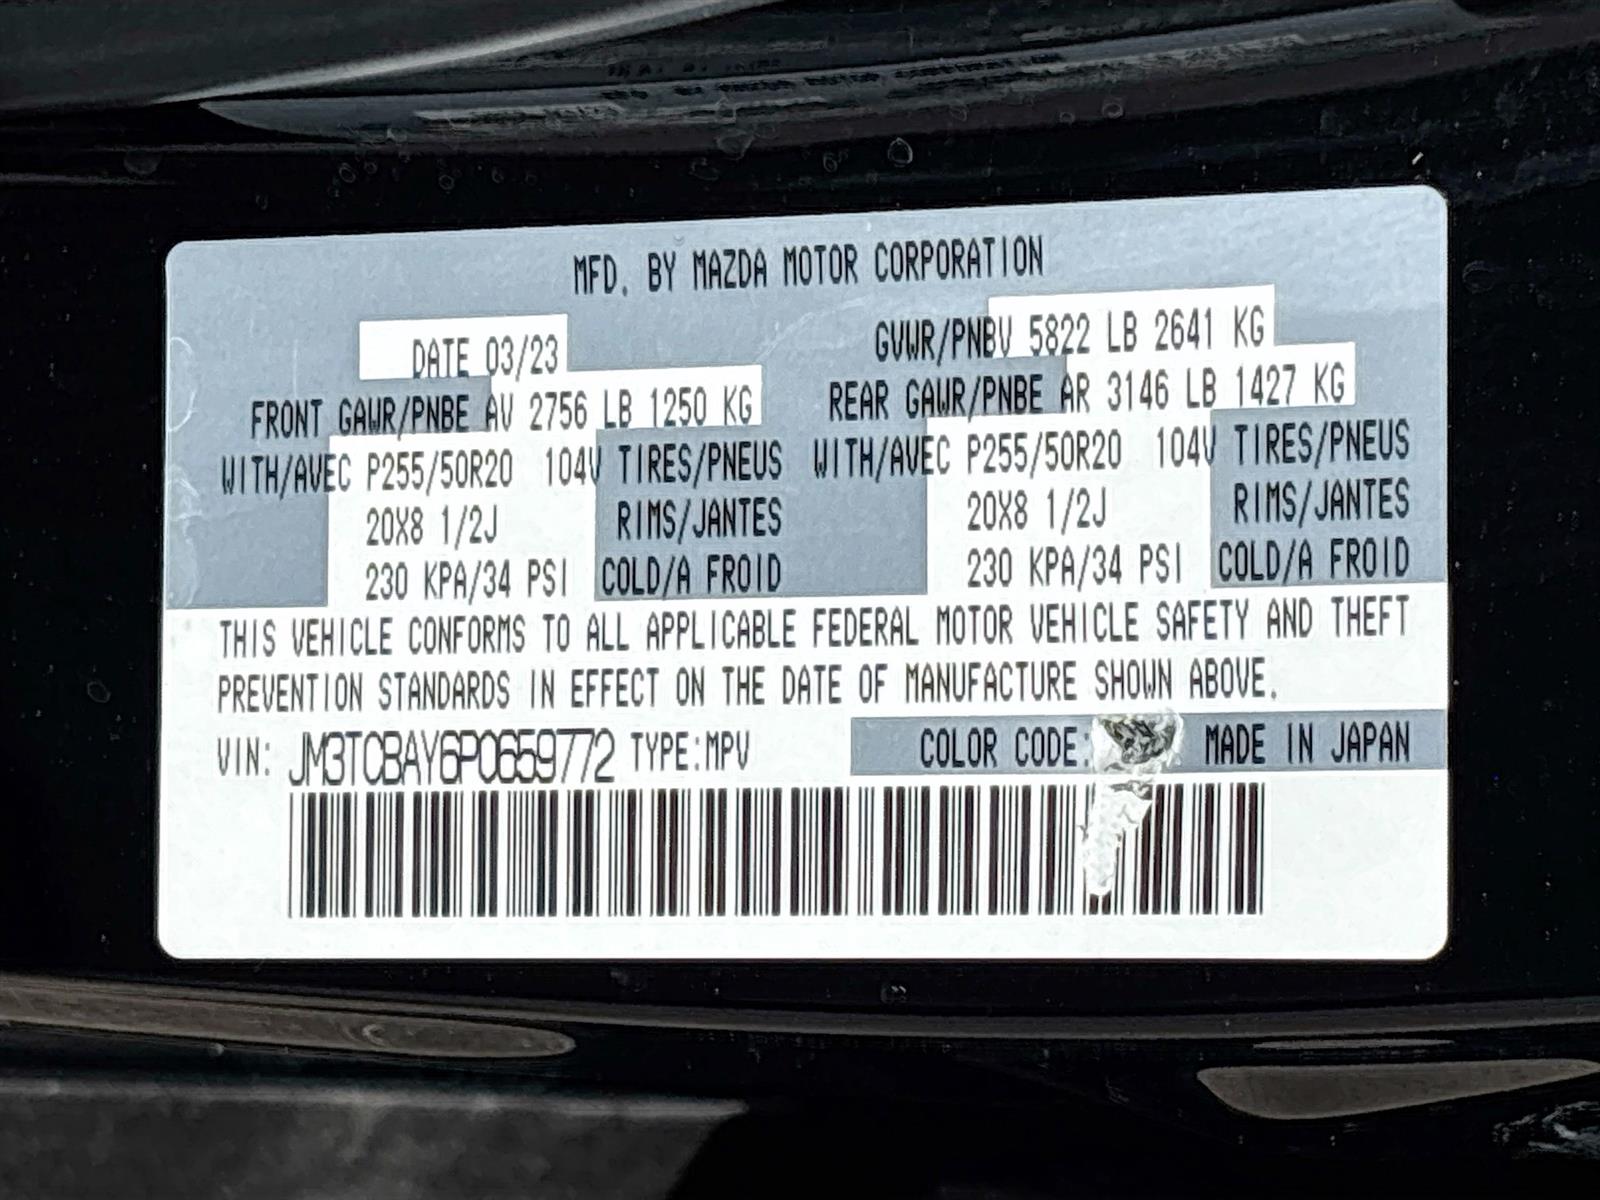 MFD. BY MAZDA MOTOR CORPORATION
DATE 03/23
GVWR/PNBV 5822 LB 2641 KG
FRONT GAWR/PNBE AV 2756 LB 1250 KG
REAR GAWR/PNBE AR 3146 LB 1427 KG
WITH/AVEC P255/50R20 104V TIRES/PNEUS
WITH/AVEC P255/50R20 104V TIRES/PNEUS
20X8 1/2J RIMS/JANTES
20X8 1/2J RIMS/JANTES
230 KPA/34 PSI COLD/A FROID
230 KPA/34 PSI COLD/A FROID
THIS VEHICLE CONFORMS TO ALL APPLICABLE FEDERAL MOTOR VEHICLE SAFETY AND THEFT
PREVENTION STANDARDS IN EFFECT ON THE DATE OF MANUFACTURE SHOWN ABOVE.
VIN: JM3TCBAY6P0659772 TYPE:MPV COLOR CODE: MADE IN JAPAN